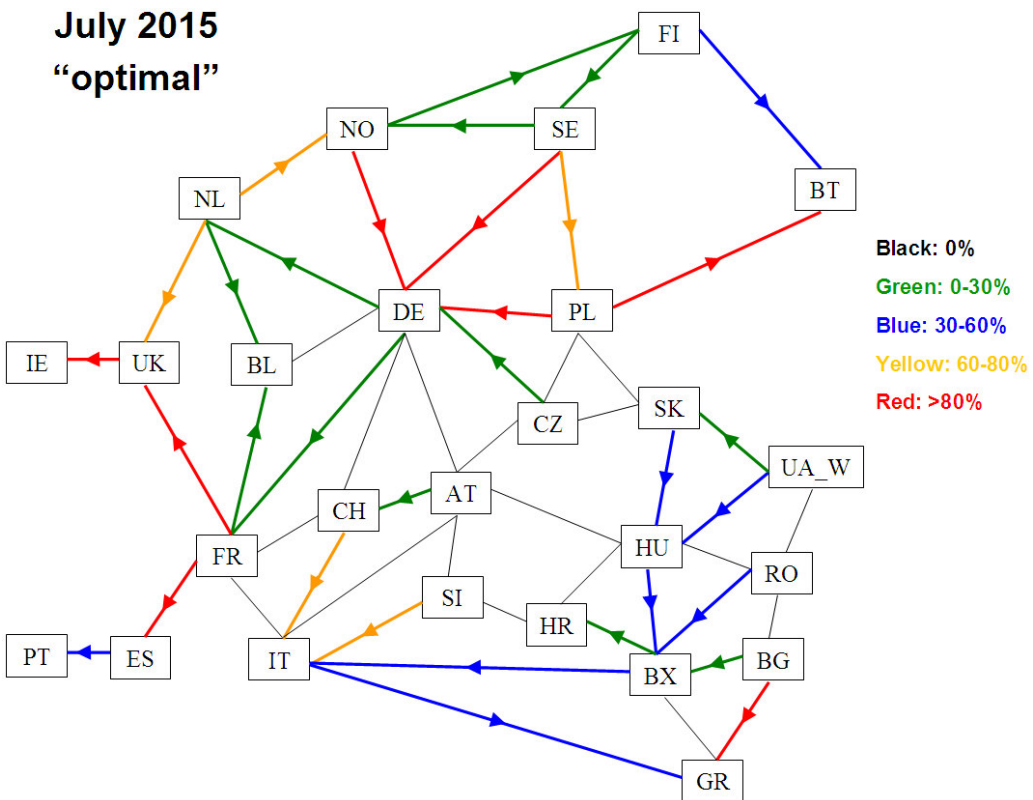 July 2015
“optimal”
FI
NO
SE
NL
BT
Black: 0%
Green: 0-30%
DE
PL
Blue: 30-60%
IE
UK
BL
Yellow: 60-80%
Red: >80%
CZ
SK
UA_W
CH
AT
FR
HU
RO
SI
HR
PT
ES
IT
BX
BG
GR